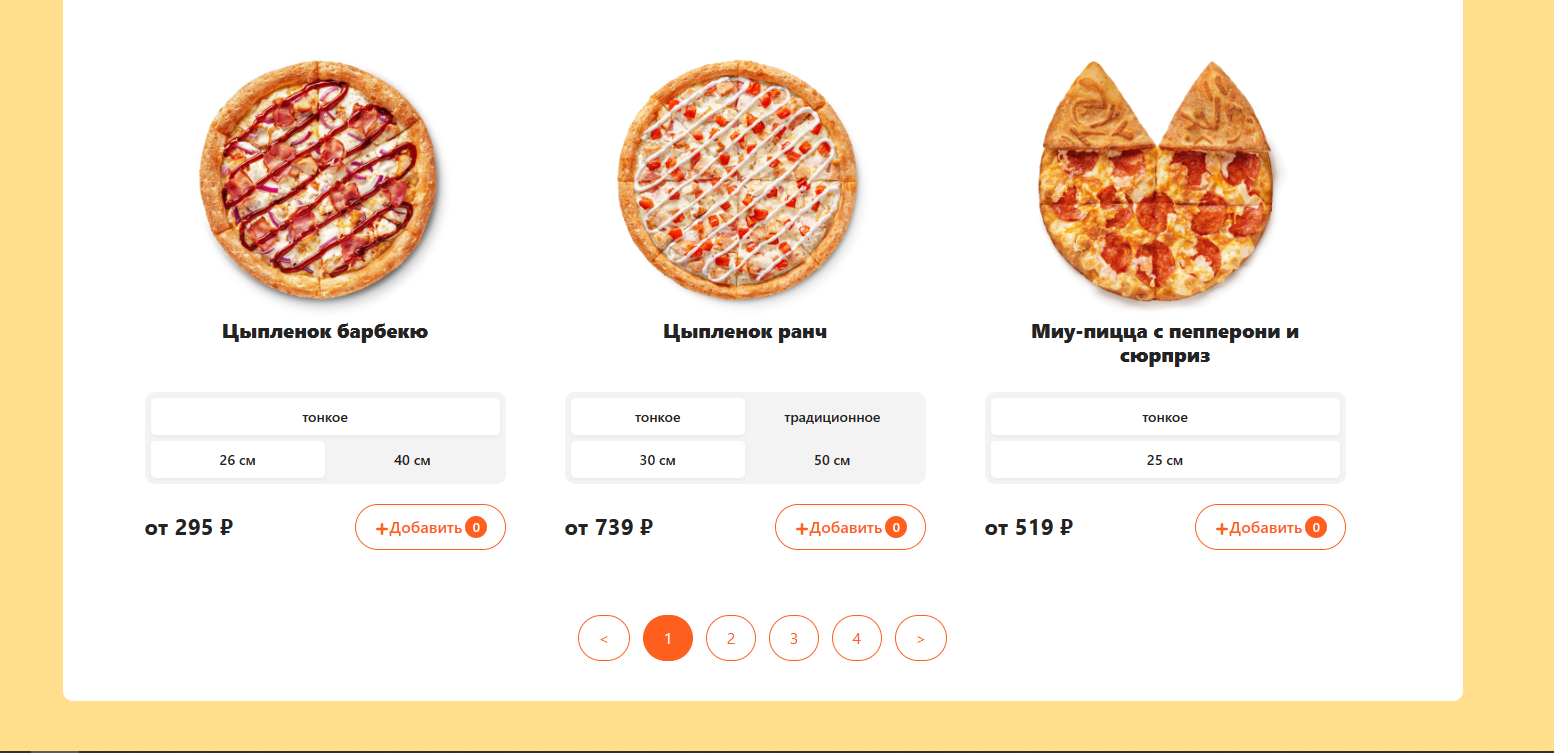 Цыпленок барбекю
Цыпленок ранч
Миу-пицца с пепперони и
сюрприз
тонкое
26 см 40 см
тонкое традиционное
30 см 50 см
тонкое
25 см
от 295 ₽ +Добавить 0
от 739 ₽ +Добавить 0
от 519 ₽ +Добавить 0
< 1 2 3 4 >